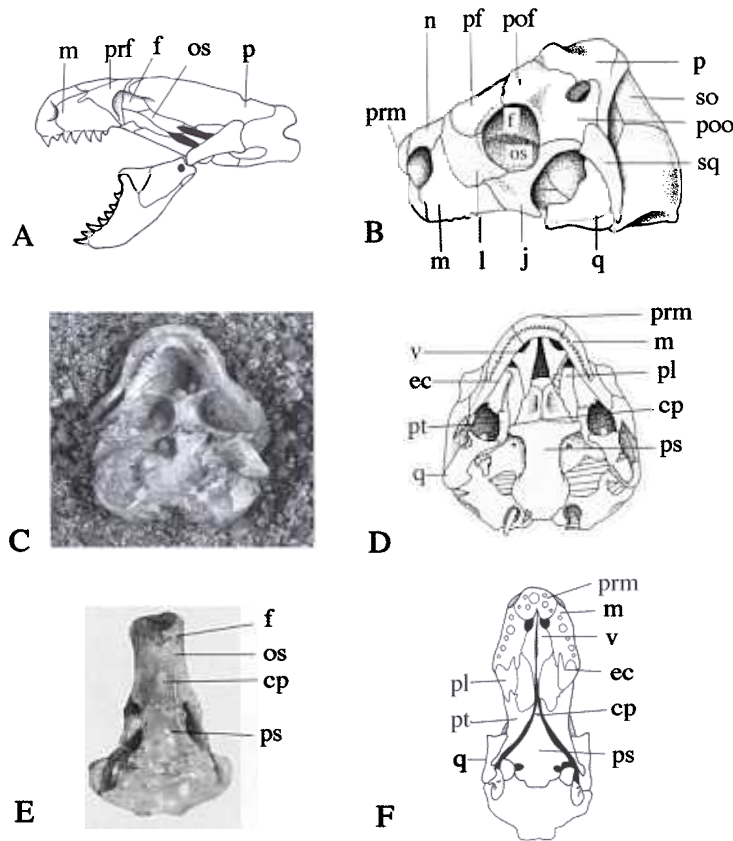 m prf f os p
A
n pf pof
prm
p
so
poo
sq
f
os
m l j q
B
C
prm
v
m
ec
pl
pt
cp
q
ps
D
f
os
cp
ps
E
prm
m
v
ec
pl
pt
cp
q
ps
F